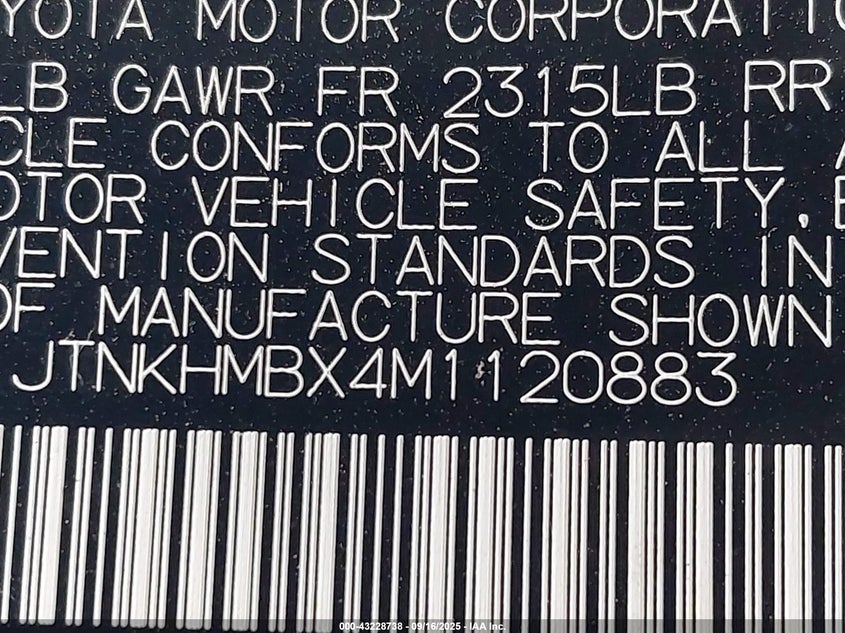 YOTA MOTOR CORPORATIO
LB GAWR FR 2315LB RR
CLE CONFORMS TO ALL A
OTOR VEHICLE SAFETY, B
VENTION STANDARDS IN
OF MANUFACTURE SHOWN
JTNKHMBX4M1120883
000-43228738 - 09/16/2025 - IAA Inc.